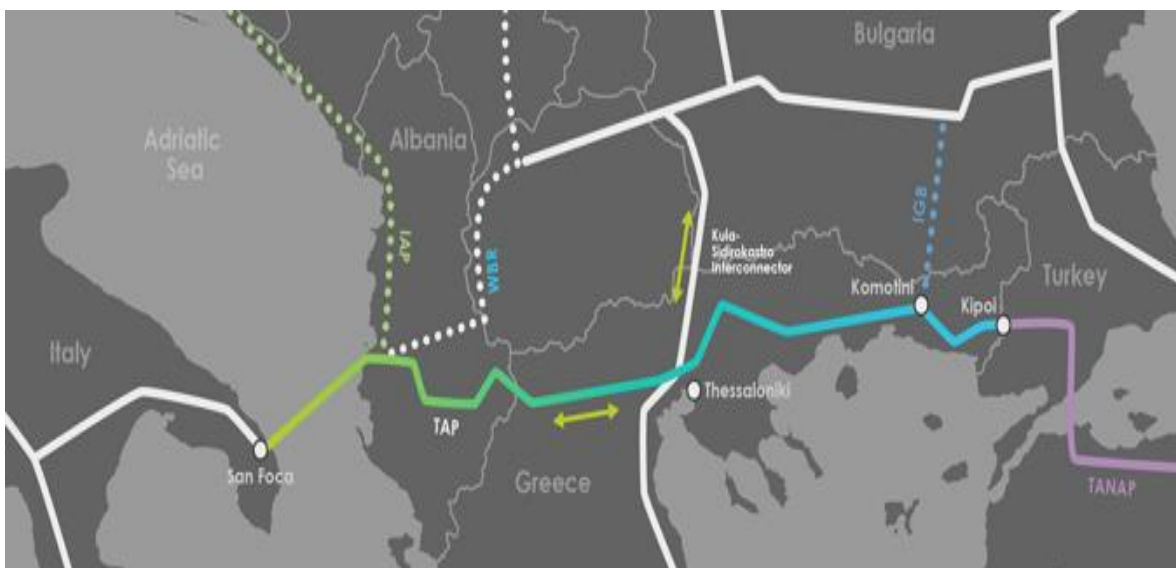 Bulgaria
Adriatic
Sea
Albania
IGB
IAP
WBR
Kula-
Sidirokastro
Interconnector
Turkey
Komotini
Kipoi
Italy
Thessaloniki
TAP
San Foca
Greece
TANAP